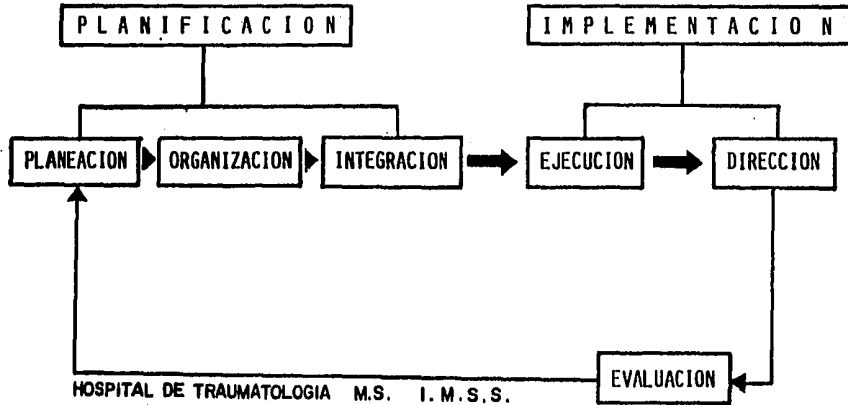 PLANIFICACION IMPLEMENTACION
PLANEACION ORGANIZACION INTEGRACION EJECUCION DIRECCION
EVALUACION
HOSPITAL DE TRAUMATOLOGIA M.S. I.M.S.S.